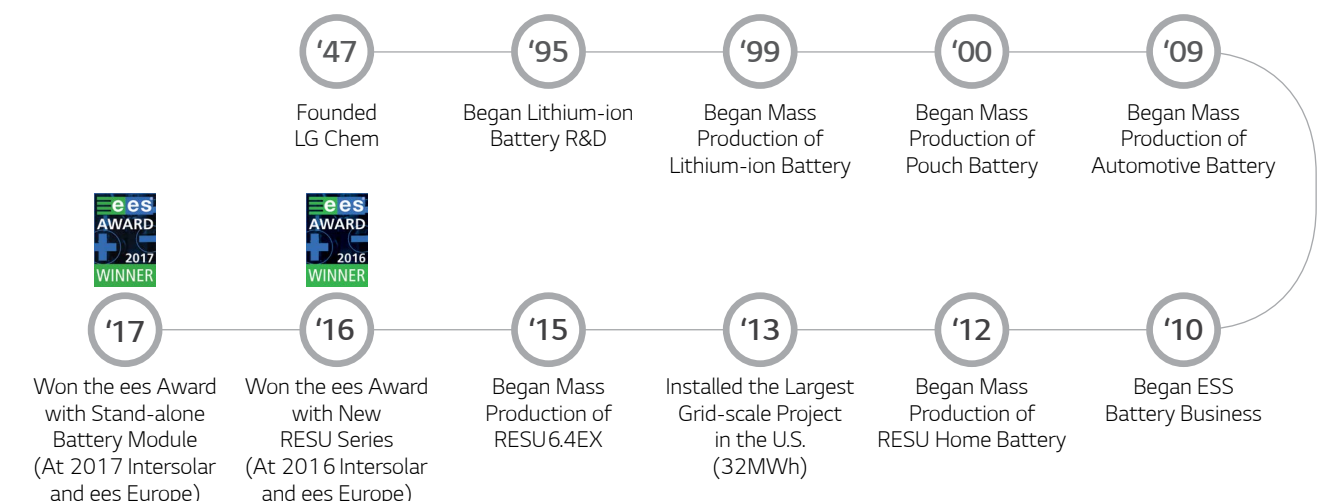 ‘47
Founded
LG Chem
‘95
Began Lithium-ion
Battery R&D
‘99
Began Mass
Production of
Lithium-ion Battery
‘00
Began Mass
Production of
Pouch Battery
‘09
Began Mass
Production of
Automotive Battery
‘10
Began ESS
Battery Business
‘12
Began Mass
Production of
RESU Home Battery
‘13
Installed the Largest
Grid-scale Project
in the U.S.
(32MWh)
‘15
Began Mass
Production of
RESU6.4EX
ees
AWARD
2016
WINNER
‘16
Won the ees Award
with New
RESU Series
(At 2016 Intersolar
and ees Europe)
ees
AWARD
2017
WINNER
‘17
Won the ees Award
with Stand-alone
Battery Module
(At 2017 Intersolar
and ees Europe)